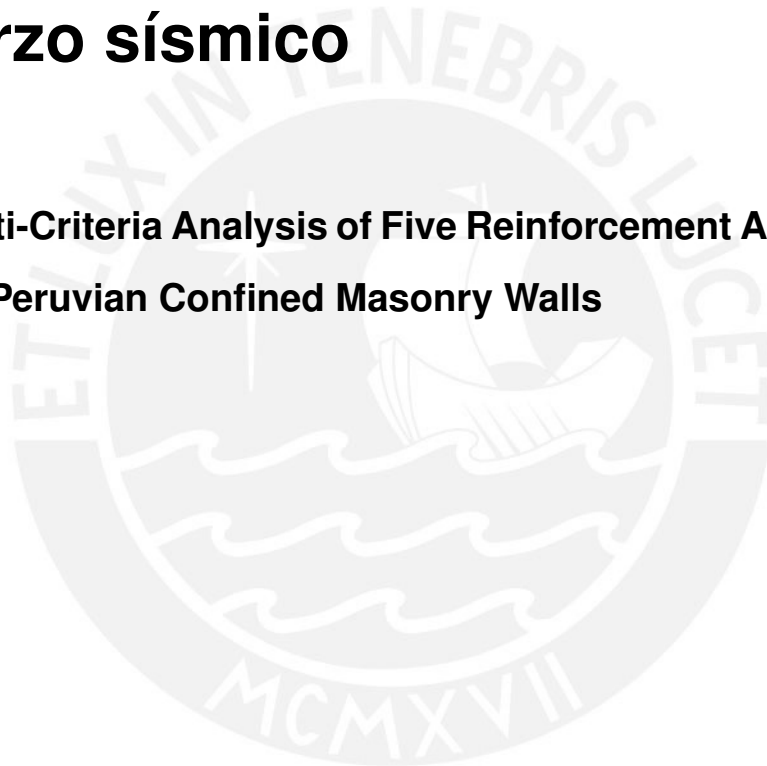 rzo sísmico
ti-Criteria Analysis of Five Reinforcement A
Peruvian Confined Masonry Walls
ET LUX IN TENEBRIS LUCET
MCMXVII